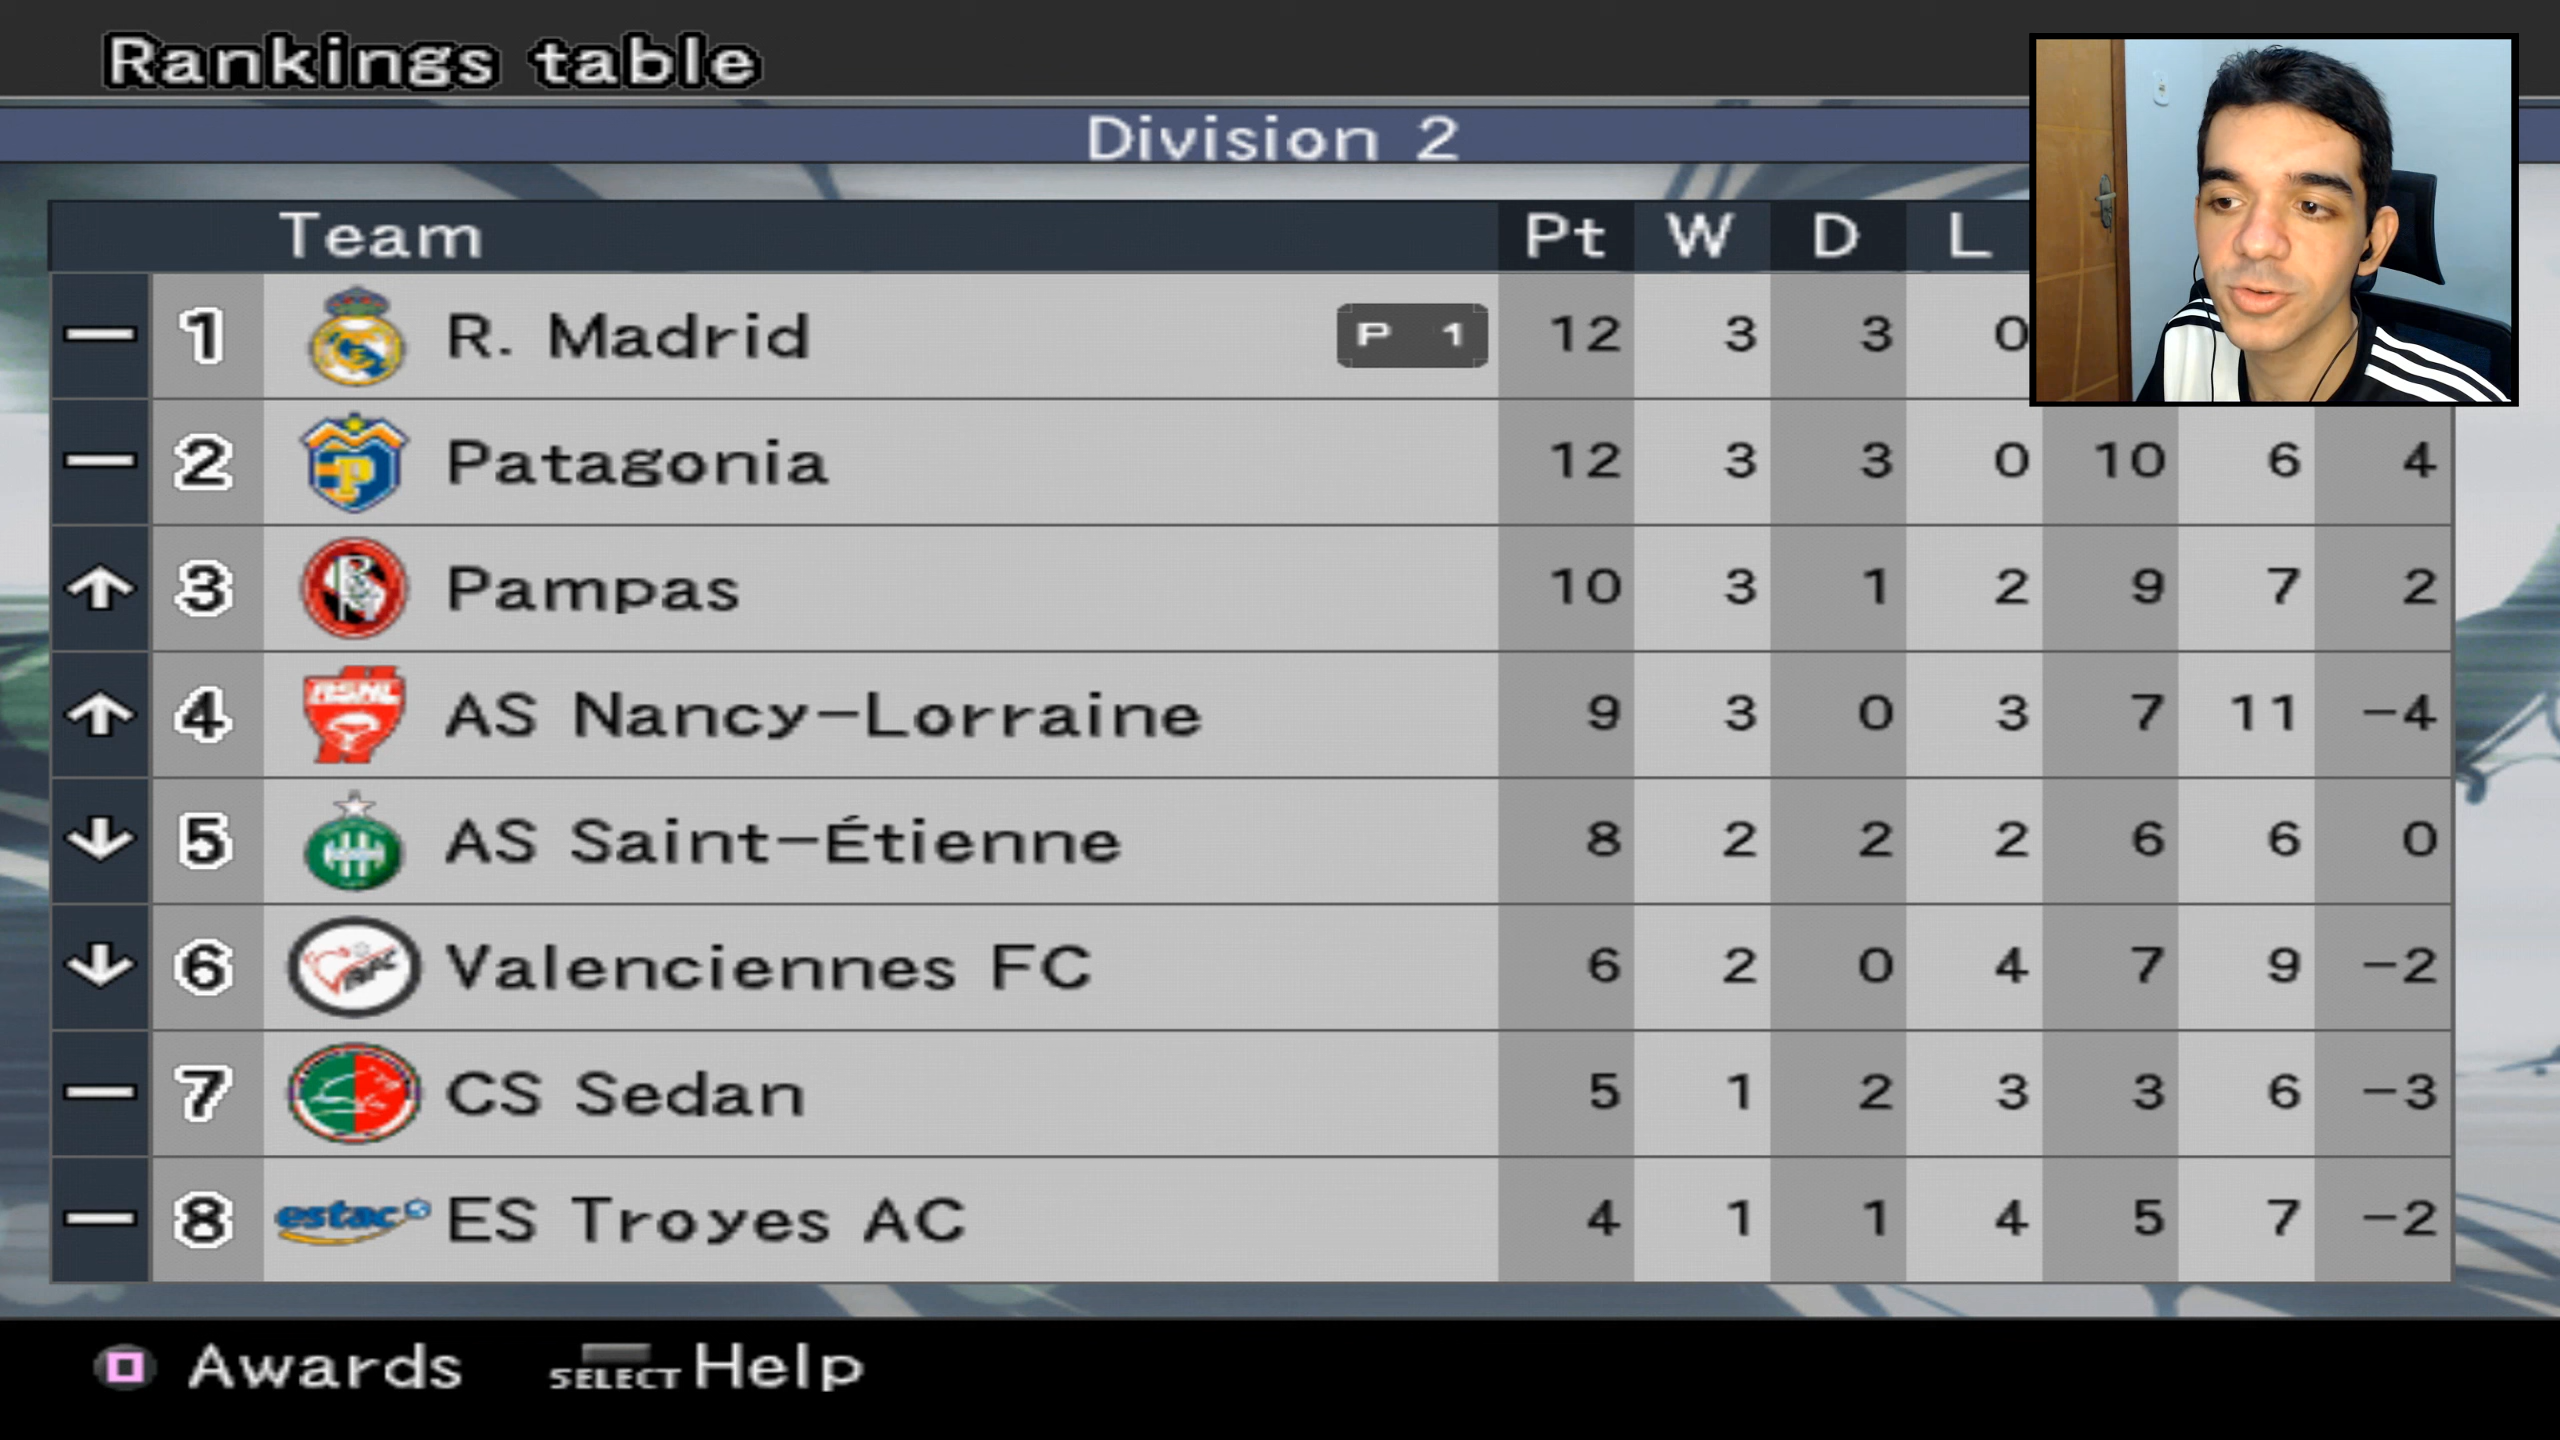 Rankings table
Division 2
Team Pt W D L
1 R. Madrid P 1 12 3 3 0
2 Patagonia 12 3 3 0 10 6 4
3 Pampas 10 3 1 2 9 7 2
4 ASNL AS Nancy-Lorraine 9 3 0 3 7 11 -4
5 AS Saint-Étienne 8 2 2 2 6 6 0
6 Valenciennes FC 6 2 0 4 7 9 -2
7 CS Sedan 5 1 2 3 3 6 -3
8 estac ES Troyes AC 4 1 1 4 5 7 -2
Awards SELECT Help